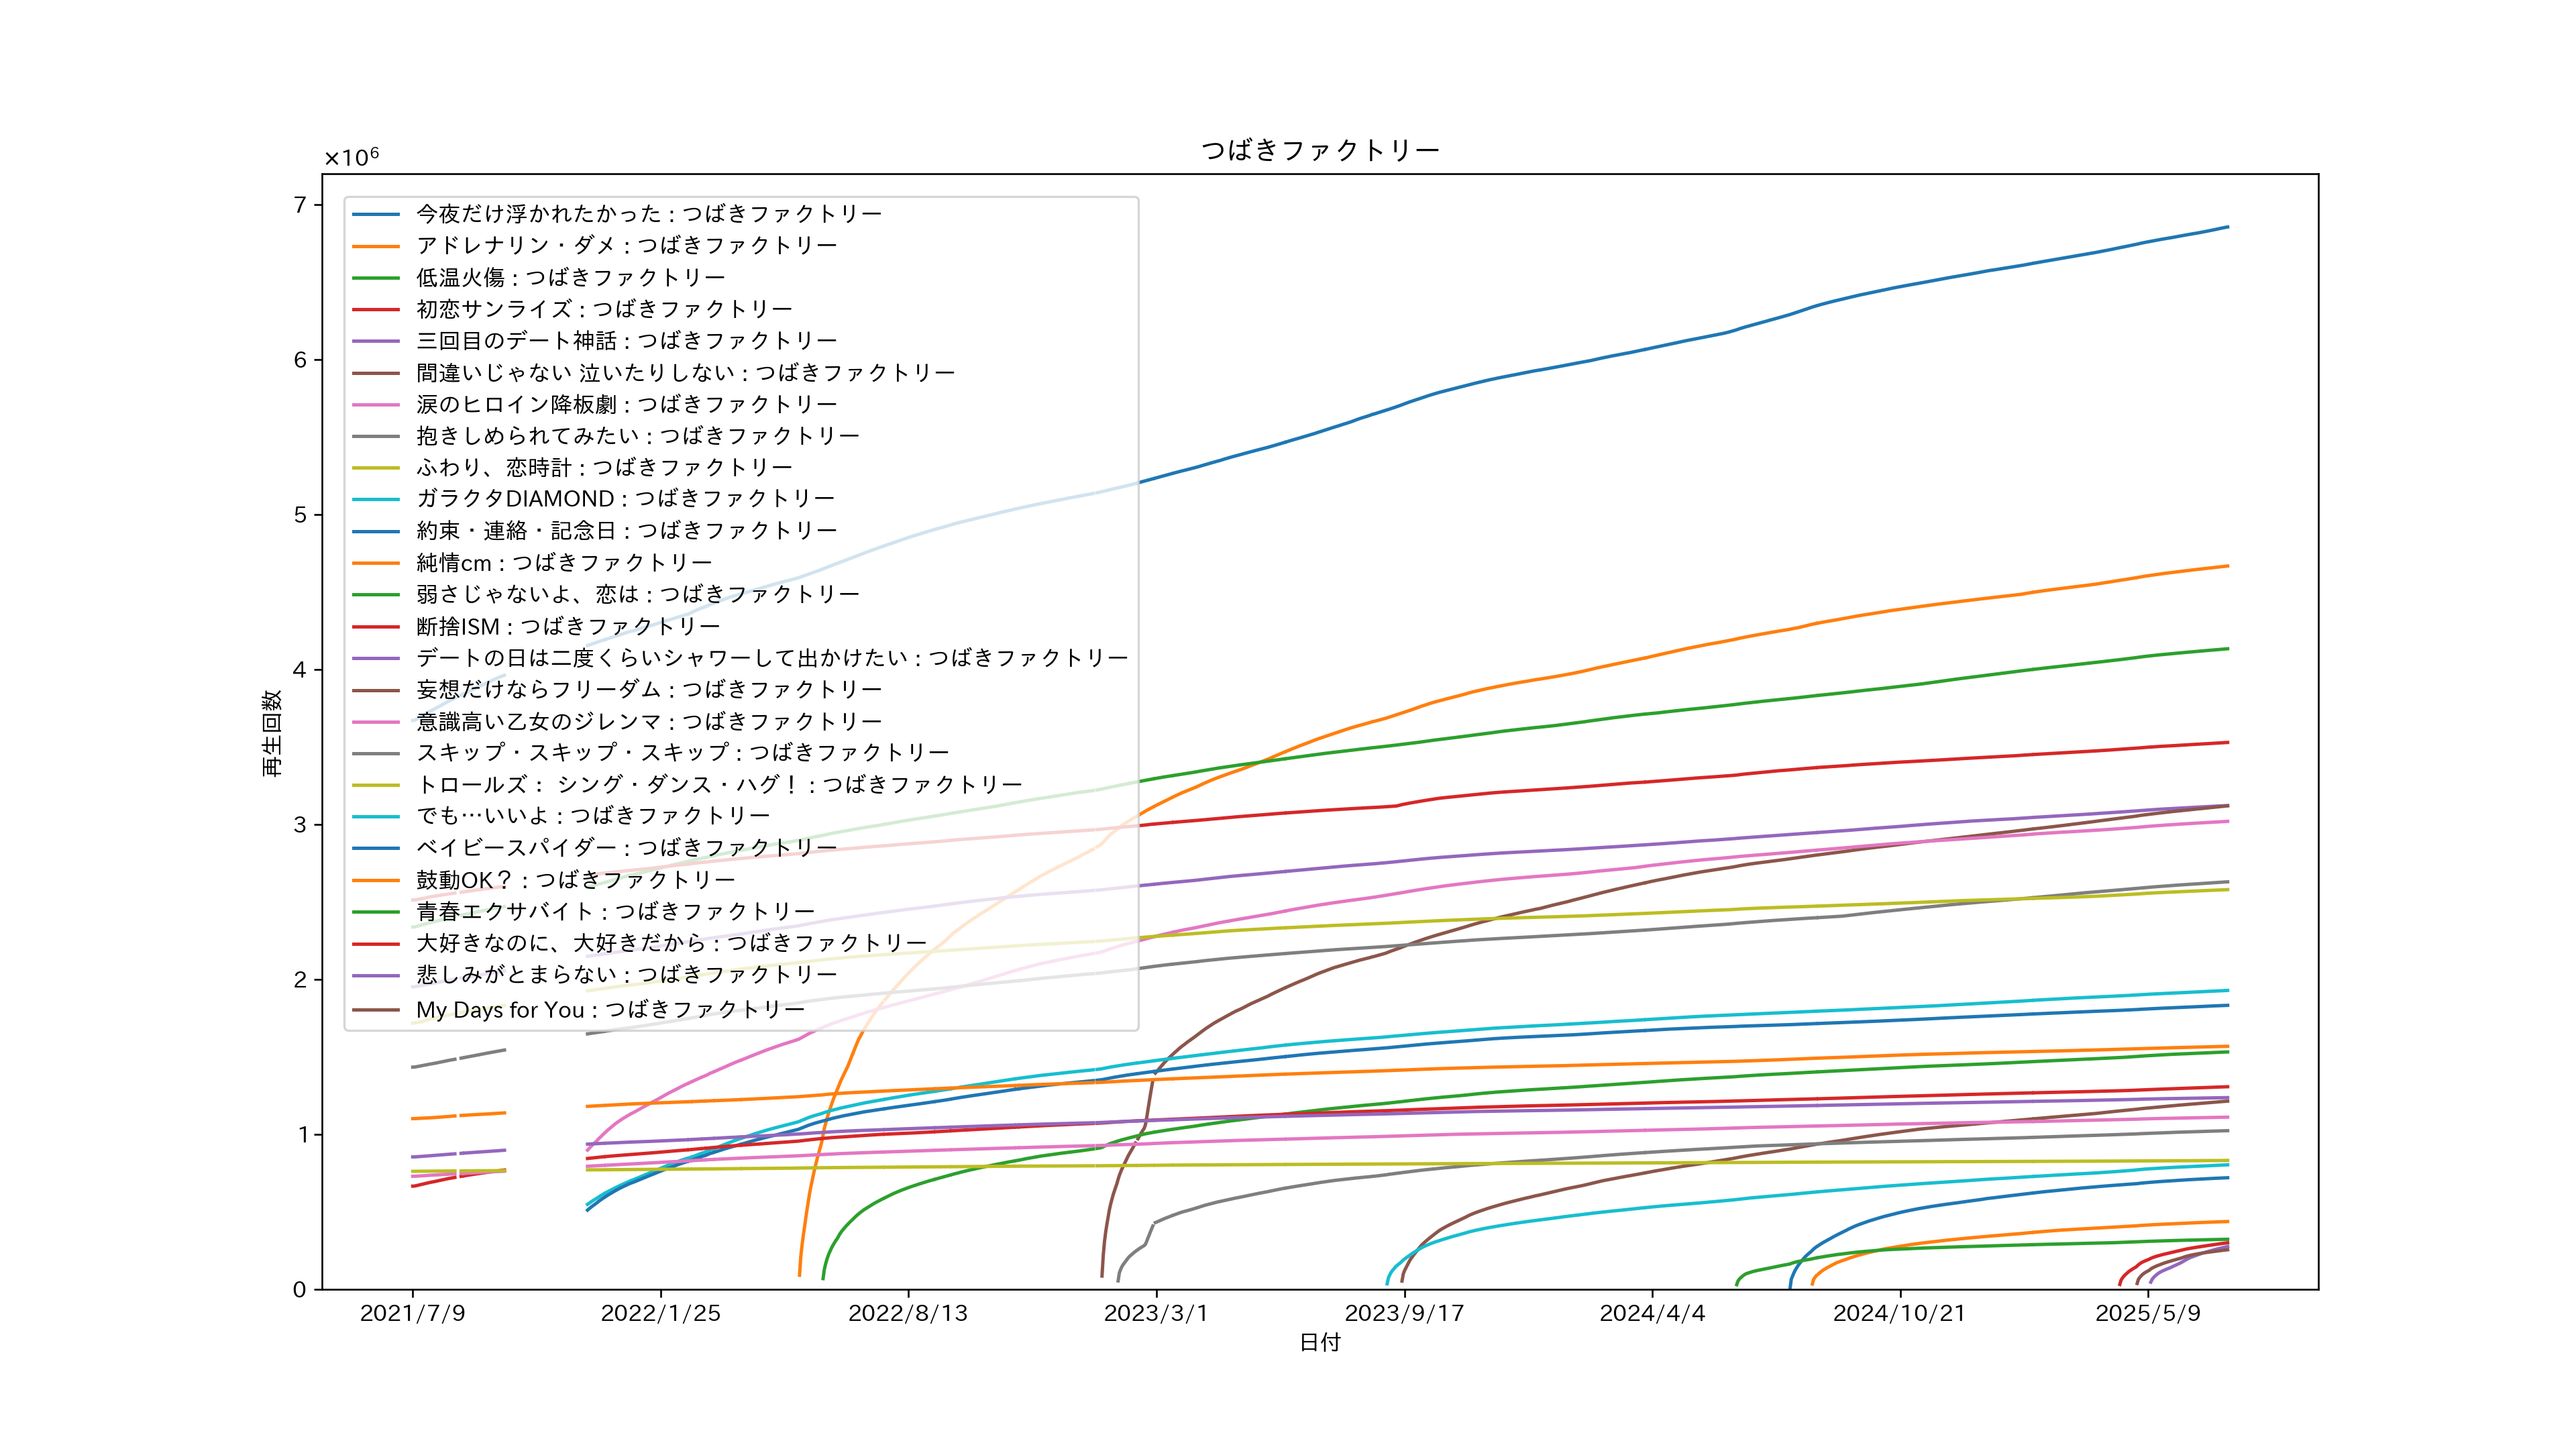 つばきファクトリー
×10⁶
7
6
5
4
3
2
1
0
再生回数
今夜だけ浮かれたかった : つばきファクトリー
アドレナリン・ダメ : つばきファクトリー
低温火傷 : つばきファクトリー
初恋サンライズ : つばきファクトリー
三回目のデート神話 : つばきファクトリー
間違いじゃない 泣いたりしない : つばきファクトリー
涙のヒロイン降板劇 : つばきファクトリー
抱きしめられてみたい : つばきファクトリー
ふわり、恋時計 : つばきファクトリー
ガラクタDIAMOND : つばきファクトリー
約束・連絡・記念日 : つばきファクトリー
純情cm : つばきファクトリー
弱さじゃないよ、恋は : つばきファクトリー
断捨ISM : つばきファクトリー
デートの日は二度くらいシャワーして出かけたい : つばきファクトリー
妄想だけならフリーダム : つばきファクトリー
意識高い乙女のジレンマ : つばきファクトリー
スキップ・スキップ・スキップ : つばきファクトリー
トロールズ： シング・ダンス・ハグ！ : つばきファクトリー
でも…いいよ : つばきファクトリー
ベイビースパイダー : つばきファクトリー
鼓動OK？ : つばきファクトリー
青春エクサバイト : つばきファクトリー
大好きなのに、大好きだから : つばきファクトリー
悲しみがとまらない : つばきファクトリー
My Days for You : つばきファクトリー
2021/7/9 2022/1/25 2022/8/13 2023/3/1 2023/9/17 2024/4/4 2024/10/21 2025/5/9
日付